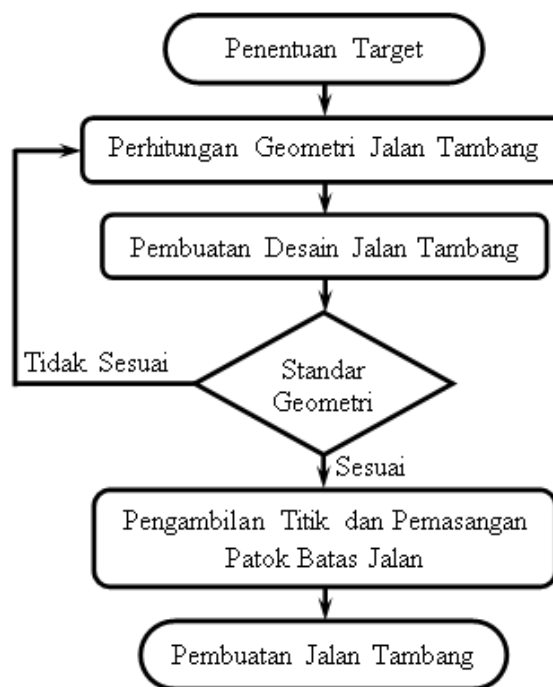 Penentuan Target
Perhitungan Geometri Jalan Tambang
Pembuatan Desain Jalan Tambang
Tidak Sesuai
Standar
Geometri
Sesuai
Pengambilan Titik dan Pemasangan
Patok Batas Jalan
Pembuatan Jalan Tambang